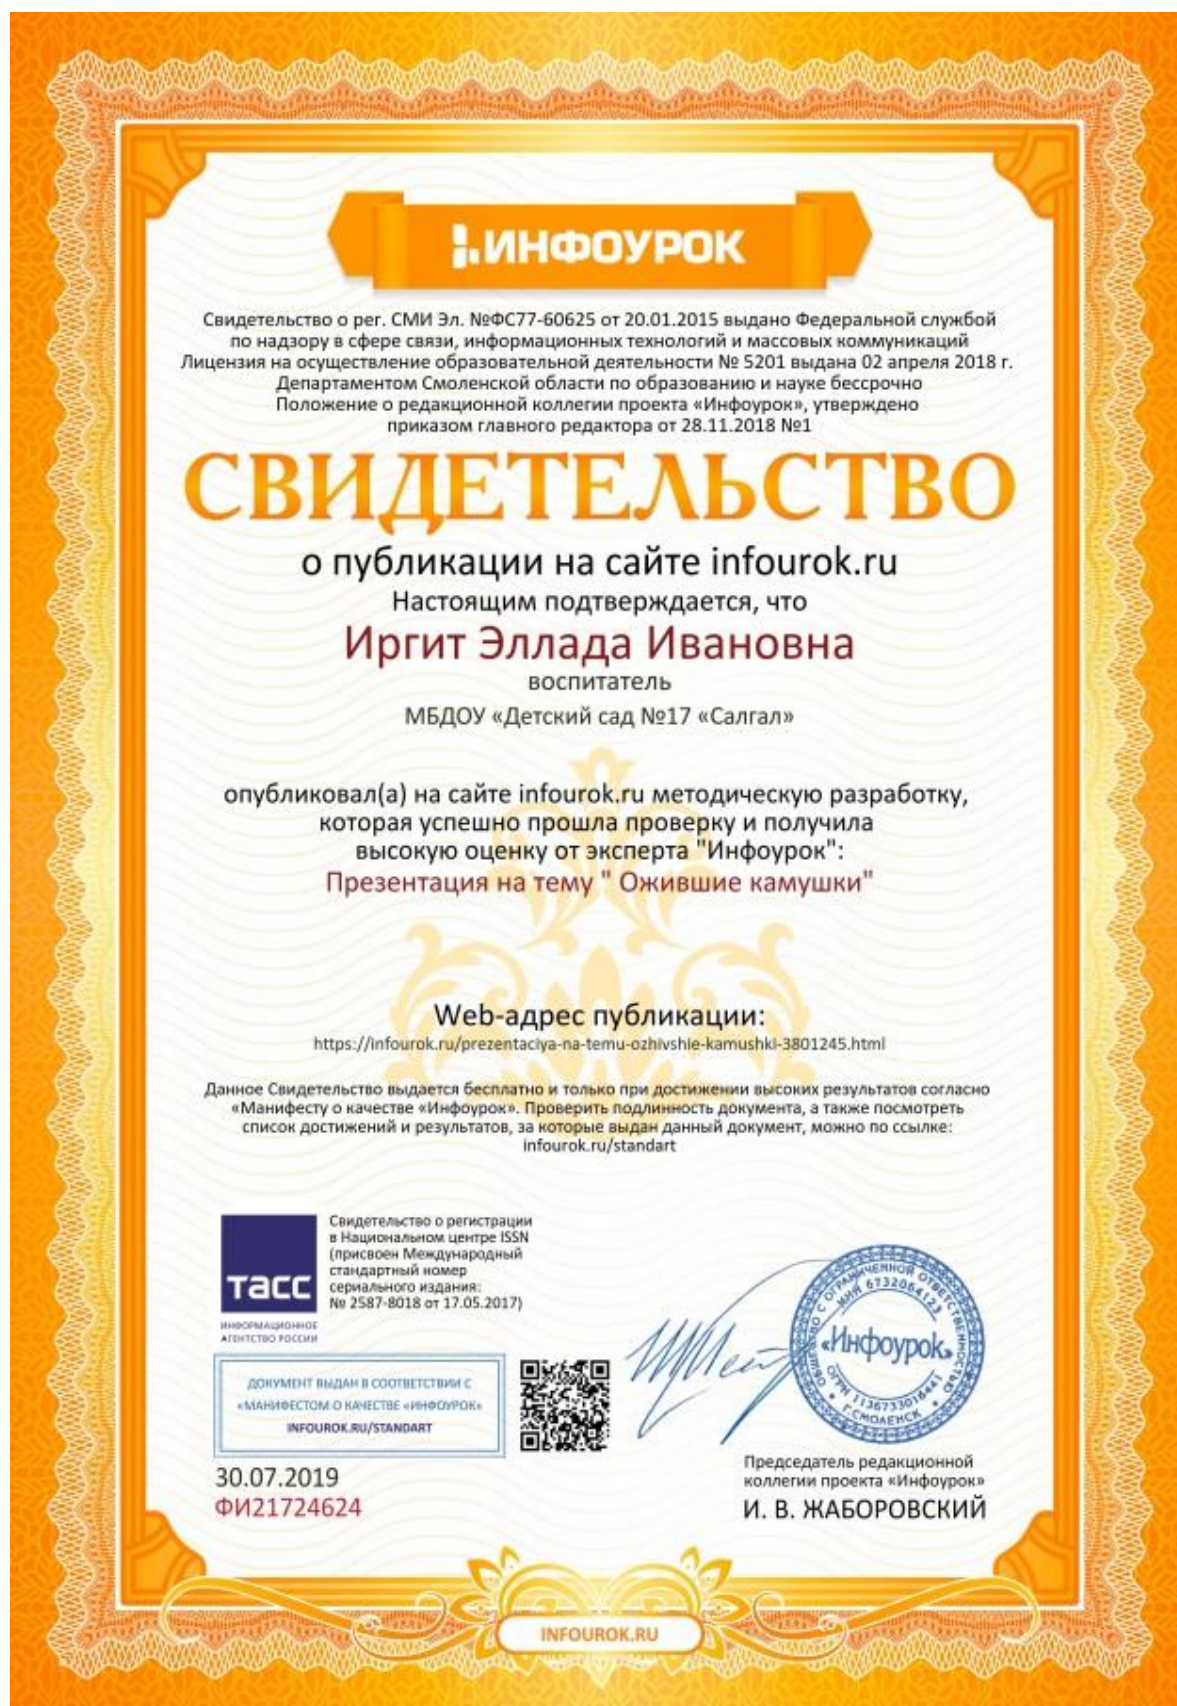 ИНФОУРОК
Свидетельство о рег. СМИ Эл. №ФС77-60625 от 20.01.2015 выдано Федеральной службой
по надзору в сфере связи, информационных технологий и массовых коммуникаций
Лицензия на осуществление образовательной деятельности № 5201 выдана 02 апреля 2018 г.
Департаментом Смоленской области по образованию и науке бессрочно
Положение о редакционной коллегии проекта «Инфоурок», утверждено
приказом главного редактора от 28.11.2018 №1
СВИДЕТЕЛЬСТВО
о публикации на сайте infourok.ru
Настоящим подтверждается, что
Иргит Эллада Ивановна
воспитатель
МБДОУ «Детский сад №17 «Салгал»
опубликовал(а) на сайте infourok.ru методическую разработку,
которая успешно прошла проверку и получила
высокую оценку от эксперта "Инфоурок":
Презентация на тему " Ожившие камушки"
Web-адрес публикации:
https://infourok.ru/prezentaciya-na-temu-ozhivshie-kamushki-3801245.html
Данное Свидетельство выдается бесплатно и только при достижении высоких результатов согласно
«Манифесту о качестве «Инфоурок». Проверить подлинность документа, а также посмотреть
список достижений и результатов, за которые выдан данный документ, можно по ссылке:
infourok.ru/standart
Свидетельство о регистрации
в Национальном центре ISSN
(присвоен Международный
стандартный номер
сериального издания:
№ 2587-8018 от 17.05.2017)
тасс
ИНФОРМАЦИОННОЕ
АГЕНТСТВО РОССИИ
ДОКУМЕНТ ВЫДАН В СООТВЕТСТВИИ С
«МАНИФЕСТОМ О КАЧЕСТВЕ «ИНФОУРОК»
INFOUROK.RU/STANDART
30.07.2019
ФИ21724624
ОБЩЕСТВО С ОГРАНИЧЕННОЙ ОТВЕТСТВЕННОСТЬЮ
ИНН 6732064123
«Инфоурок»
ОГРН 1136733016441
Г.СМОЛЕНСК
Председатель редакционной
коллегии проекта «Инфоурок»
И. В. ЖАБОРОВСКИЙ
INFOUROK.RU